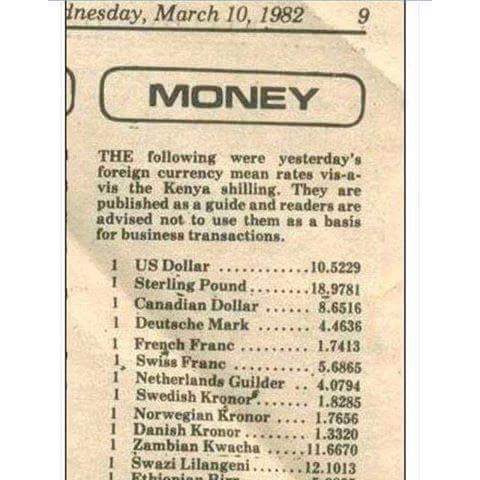 dnesday, March 10, 1982 9
MONEY
THE following were yesterday's
foreign currency mean rates vis-a-
vis the Kenya shilling. They are
published as a guide and readers are
advised not to use them as a basis
for business transactions.
1 US Dollar ............10.5229
1 Sterling Pound........18.9781
1 Canadian Dollar ...... 8.6516
1 Deutsche Mark ....... 4.4636
1 French Franc ......... 1.7413
1 Swiss Franc .......... 5.6865
1 Netherlands Guilder .. 4.0794
1 Swedish Kronor....... 1.8285
1 Norwegian Kronor .... 1.7656
1 Danish Kronor ........ 1.3320
1 Zambian Kwacha .....11.6670
1 Swazi Lilangeni.......12.1013
Ethiopian Birr